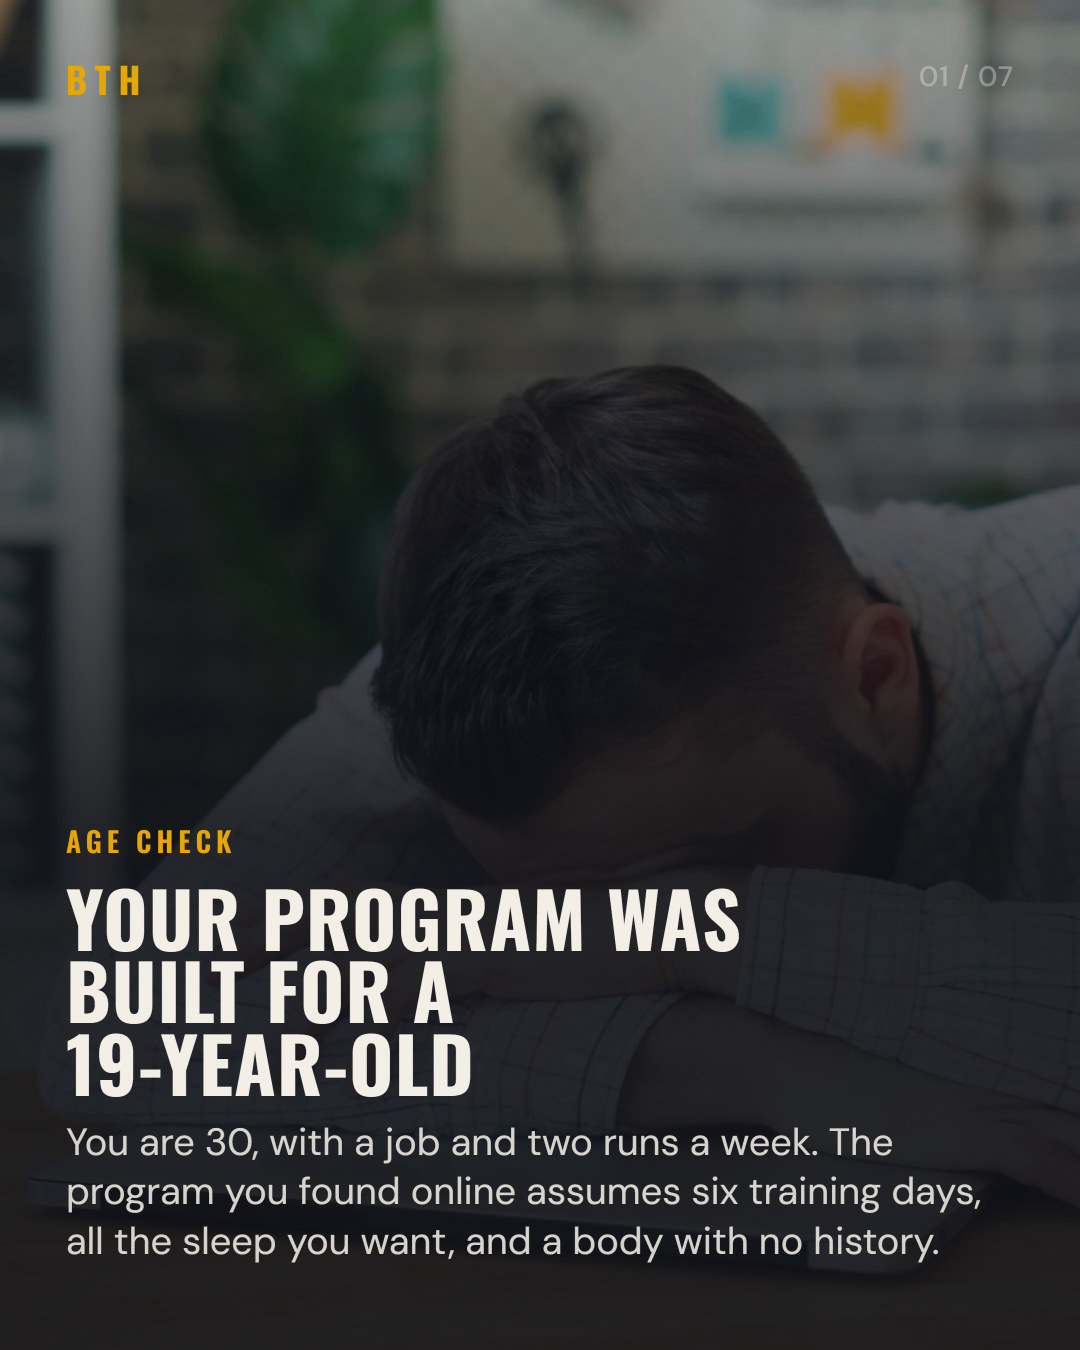 BTH
01 / 07
AGE CHECK
YOUR PROGRAM WAS
BUILT FOR A
19-YEAR-OLD
You are 30, with a job and two runs a week. The
program you found online assumes six training days,
all the sleep you want, and a body with no history.